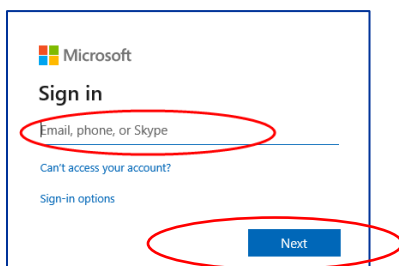 Microsoft
Sign in
Email, phone, or Skype
Can't access your account?
Sign-in options
Next